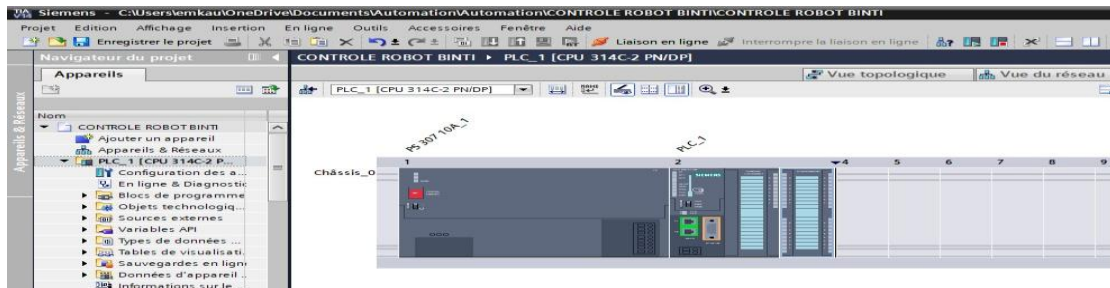 Siemens - C:\Users\emkau\OneDrive\Documents\Automation\Automation\CONTROLE ROBOT BINTI\CONTROLE ROBOT BINTI
Projet Edition Affichage Insertion En ligne Outils Accessoires Fenêtre Aide
Enregistrer le projet Liaison en ligne Interrompre la liaison en ligne
Navigateur du projet
CONTROLE ROBOT BINTI PLC_1 [CPU 314C-2 PN/DP]
Appareils
Vue topologique Vue du réseau
PLC_1 [CPU 314C-2 PN/DP]
Appareils & Réseaux
Nom
CONTROLE ROBOT BINTI
Ajouter un appareil
Appareils & Réseaux
PLC_1 [CPU 314C-2 P...
Configuration des a...
En ligne & Diagnostic
Blocs de programme
Objets technologiq...
Sources externes
Variables API
Types de données ...
Tables de visualisati...
Sauvegardes en ligne
Données d'appareil ...
Informations sur le
PS 307 10A_1
PLC_1
1 2 4 5 6 7 8 9
Châssis_0
SIEMENS